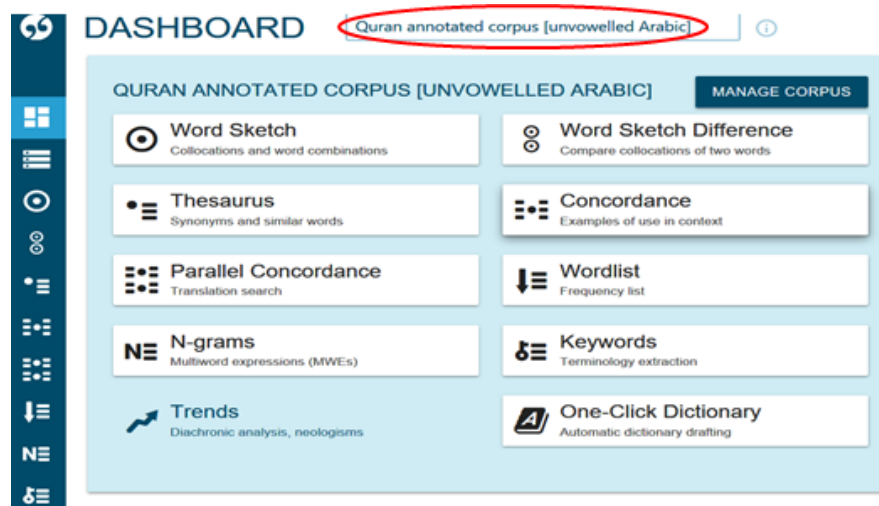 DASHBOARD
Quran annotated corpus [unvowelled Arabic]
QURAN ANNOTATED CORPUS [UNVOWELLED ARABIC]
MANAGE CORPUS
Word Sketch
Collocations and word combinations
Word Sketch Difference
Compare collocations of two words
Thesaurus
Synonyms and similar words
Concordance
Examples of use in context
Parallel Concordance
Translation search
Wordlist
Frequency list
N-grams
Multiword expressions (MWEs)
Keywords
Terminology extraction
Trends
Diachronic analysis, neologisms
One-Click Dictionary
Automatic dictionary drafting